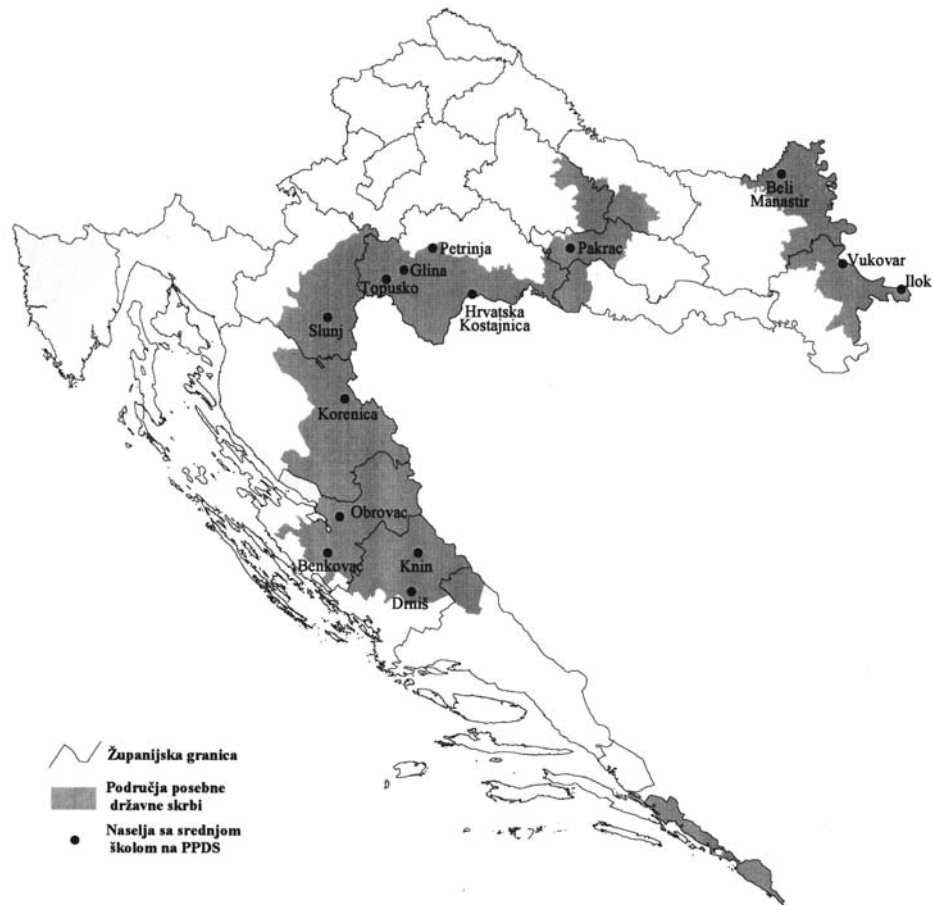 Beli
Manastir
Petrinja
Pakrac
Glina
Vukovar
Topusko
Ilok
Hrvatska
Kostajnica
Slunj
Korenica
Obrovac
Benkovac
Knin
Drniš
Županijska granica
Područja posebne
državne skrbi
Naselja sa srednjom
školom na PPDS